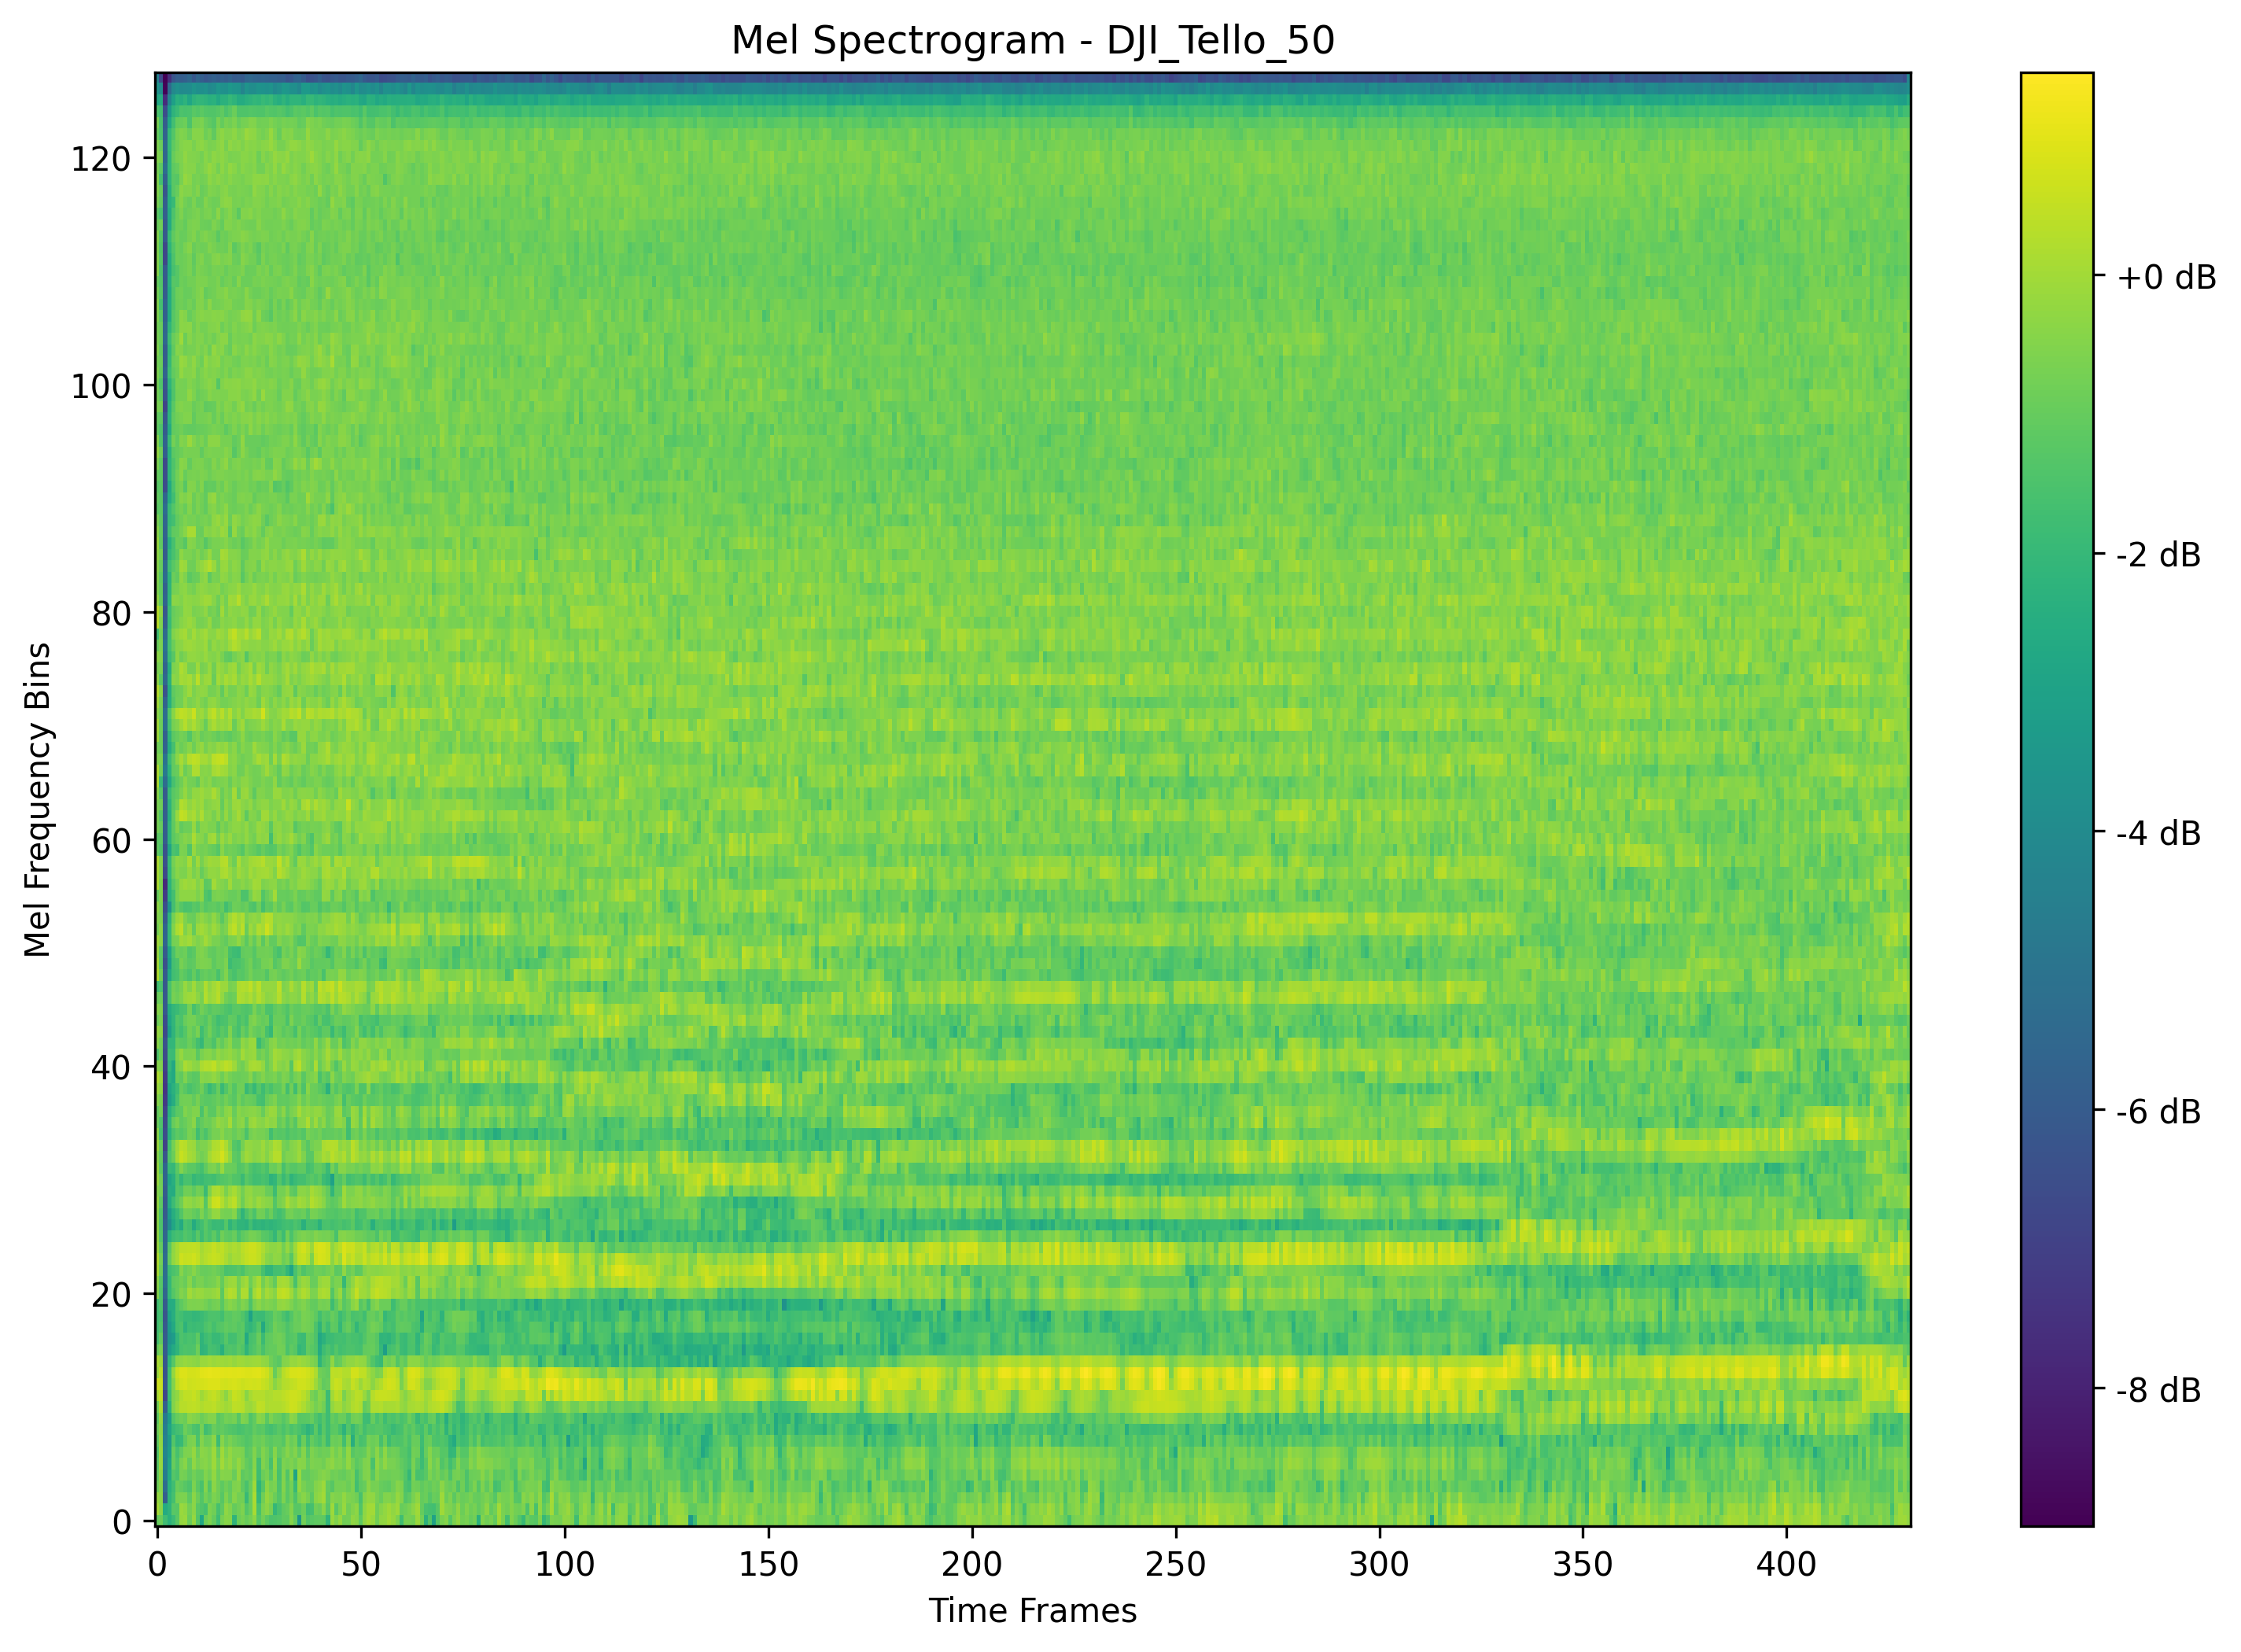 Mel Spectrogram - DJI_Tello_50
Mel Frequency Bins
120
100
80
60
40
20
0
0 50 100 150 200 250 300 350 400
Time Frames
+0 dB
-2 dB
-4 dB
-6 dB
-8 dB